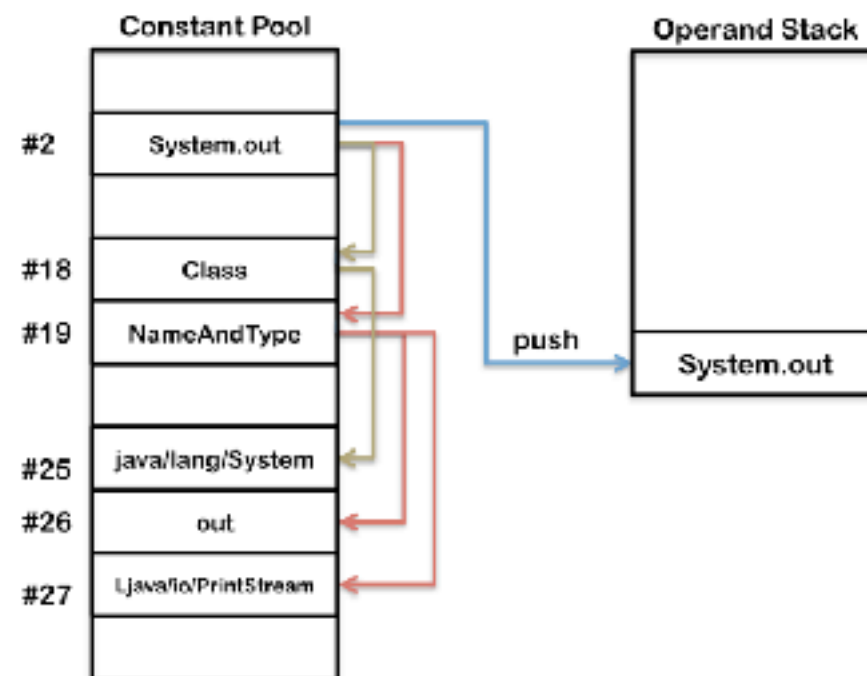 Constant Pool
Operand Stack
#2 System.out
#18 Class
#19 NameAndType
push
System.out
#25 java/lang/System
#26 out
#27 Ljava/io/PrintStream